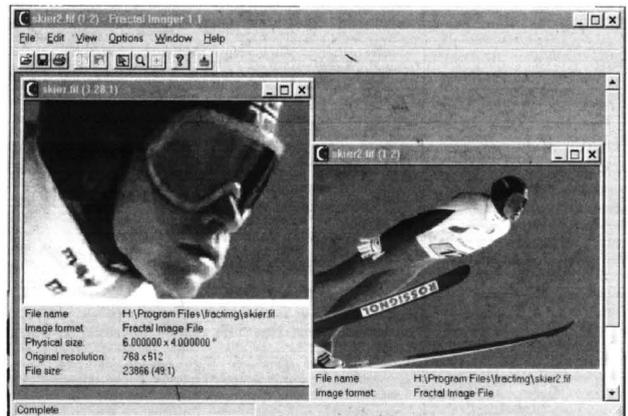 skier2.fif (1:2) - Fractal Imager 1.1
File Edit View Options Window Help
skier.fif (3.28:1)
File name H:\Program Files\fractimg\skier.fif
Image format Fractal Image File
Physical size: 6.000000 x 4.000000 "
Original resolution 768 x 512
File size: 23866 (49:1)
skier2.fif (1:2)
ROSSIGNOL
File name H:\Program Files\fractimg\skier2.fif
Image format: Fractal Image File
Complete